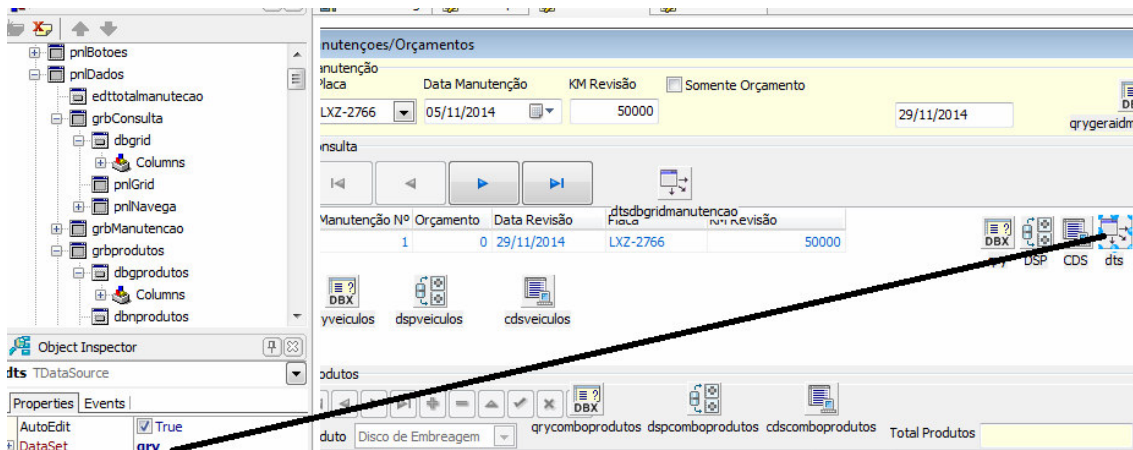 pnlBotoes
pnlDados
edttotalmanutecao
grbConsulta
dbgrid
Columns
pnlGrid
pnlNavega
grbManutencao
grbprodutos
dbgprodutos
Columns
dbnprodutos
Object Inspector
dts TDataSource
Properties Events
AutoEdit True
DataSet qry
nutençoes/Orçamentos
anutenção
Placa Data Manutenção KM Revisão Somente Orçamento
LXZ-2766 05/11/2014 50000 29/11/2014
qrygeraidm
onsulta
dtsdbgridmanutencao
Manutenção Nº Orçamento Data Revisão Placa KM Revisão
1 0 29/11/2014 LXZ-2766 50000
DBX
qry DSP CDS dts
DBX
yveiculos dspveiculos cdsveiculos
odutos
DBX
qrycomboprodutos dspcomboprodutos cdscomboprodutos
duto Disco de Embreagem Total Produtos